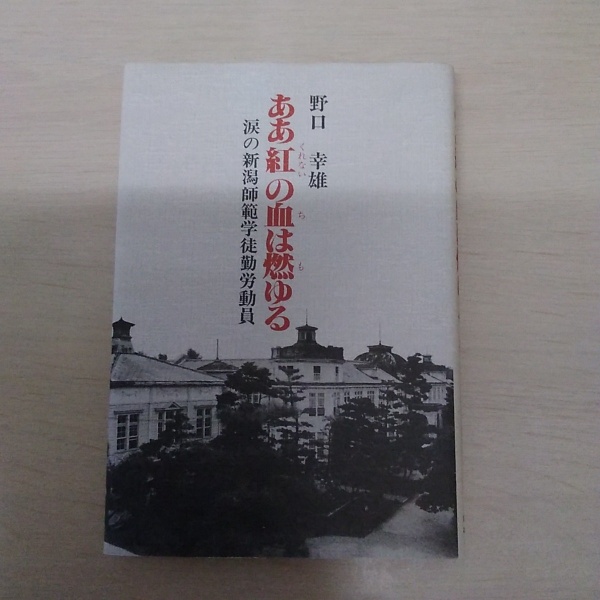 野口 幸雄
ああ紅の血は燃ゆる
くれない ち も
涙の新潟師範学徒勤労動員